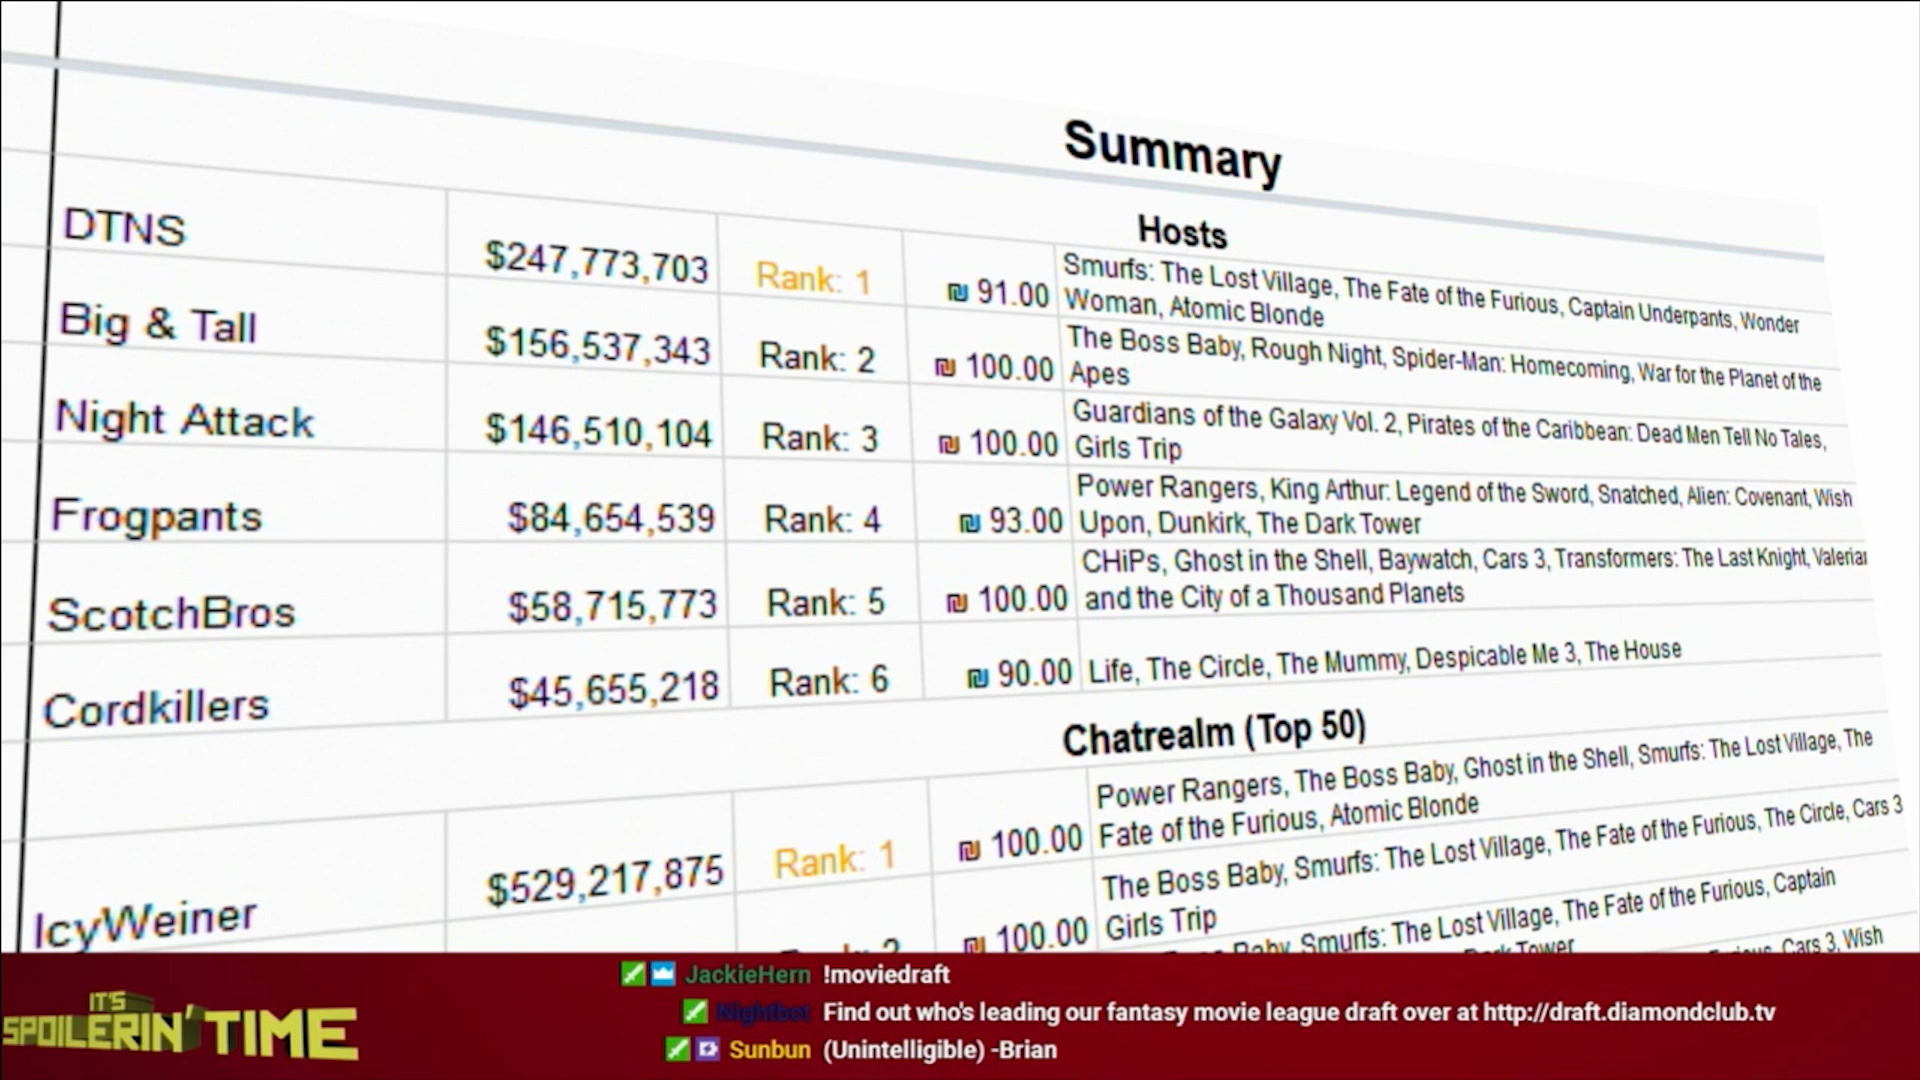 Summary
Hosts
DTNS $247,773,703 Rank: 1 ₪ 91.00 Smurfs: The Lost Village, The Fate of the Furious, Captain Underpants, Wonder
Woman, Atomic Blonde
Big & Tall $156,537,343 Rank: 2 ₪ 100.00 The Boss Baby, Rough Night, Spider-Man: Homecoming, War for the Planet of the
Apes
Night Attack $146,510,104 Rank: 3 ₪ 100.00 Guardians of the Galaxy Vol. 2, Pirates of the Caribbean: Dead Men Tell No Tales,
Girls Trip
Frogpants $84,654,539 Rank: 4 ₪ 93.00 Power Rangers, King Arthur: Legend of the Sword, Snatched, Alien: Covenant, Wish
Upon, Dunkirk, The Dark Tower
ScotchBros $58,715,773 Rank: 5 ₪ 100.00 CHiPs, Ghost in the Shell, Baywatch, Cars 3, Transformers: The Last Knight, Valerian
and the City of a Thousand Planets
Cordkillers $45,655,218 Rank: 6 ₪ 90.00 Life, The Circle, The Mummy, Despicable Me 3, The House
Chatrealm (Top 50)
IcyWeiner $529,217,875 Rank: 1 ₪ 100.00 Power Rangers, The Boss Baby, Ghost in the Shell, Smurfs: The Lost Village, The
Fate of the Furious, Atomic Blonde
₪ 100.00 The Boss Baby, Smurfs: The Lost Village, The Fate of the Furious, The Circle, Cars 3
Girls Trip
Baby, Smurfs: The Lost Village, The Fate of the Furious, Captain
Tower
Cars 3, Wish
IT'S
SPOILERIN' TIME
JackieHern !moviedraft
Nightbot Find out who's leading our fantasy movie league draft over at http://draft.diamondclub.tv
Sunbun (Unintelligible) -Brian